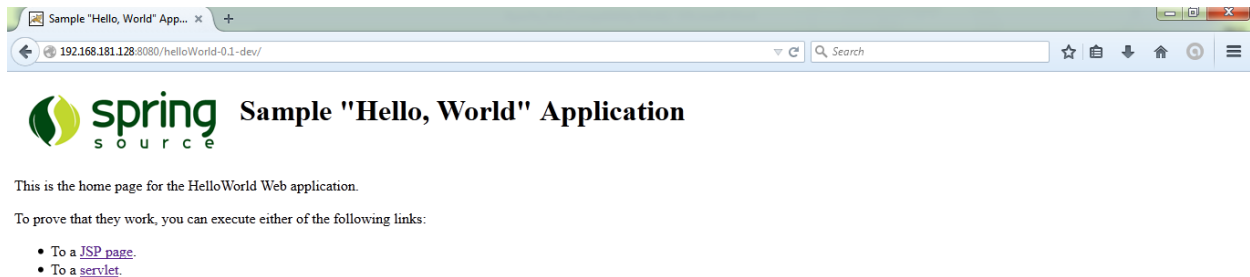 Sample "Hello, World" App... × +
192.168.181.128:8080/helloWorld-0.1-dev/ Search
spring source
Sample "Hello, World" Application
This is the home page for the HelloWorld Web application.
To prove that they work, you can execute either of the following links:
• To a JSP page.
• To a servlet.